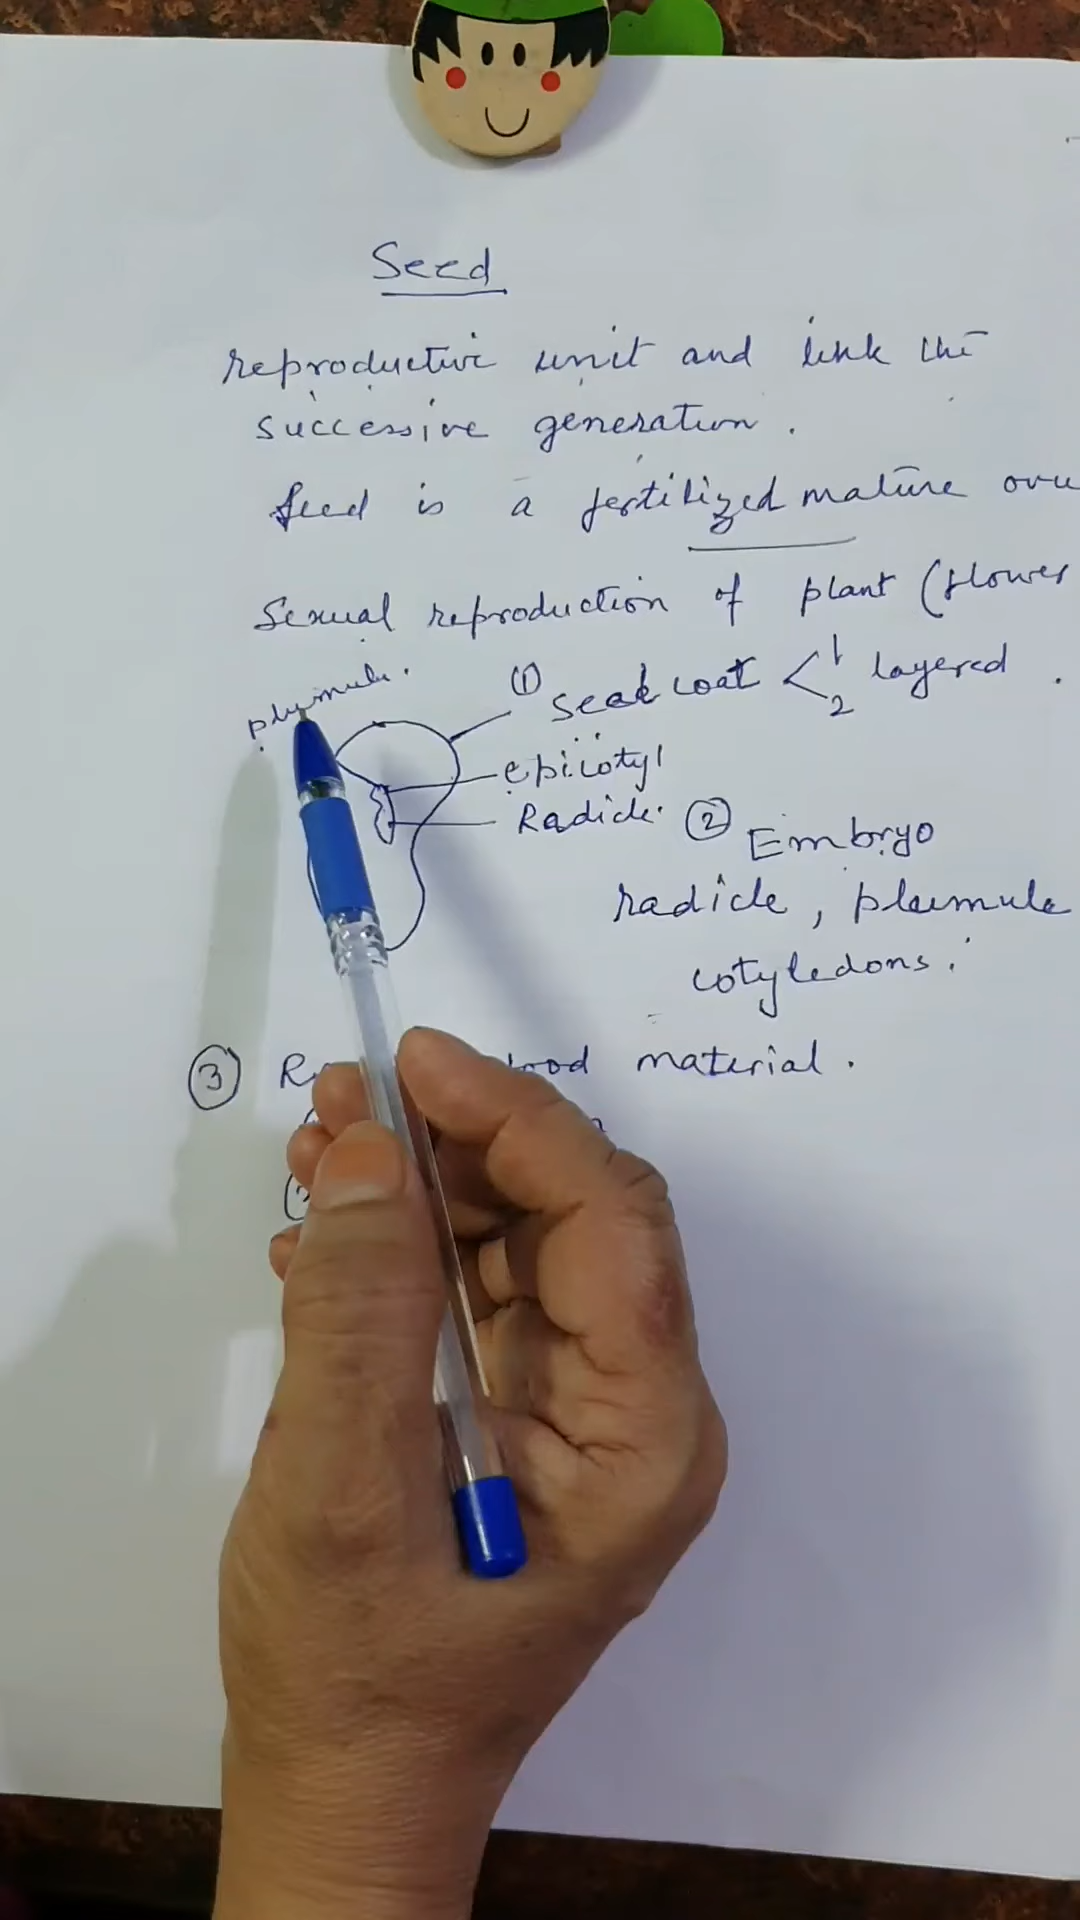 Seed
reproductive unit and link the
successive generation.
Seed is a fertilized mature
Sexual reproduction of plant (flower
plumule.
① Seed coat < 1 2 layered.
epicotyl
Radicle.
② Embryo
radicle, plumule
cotyledons.
③ food material.